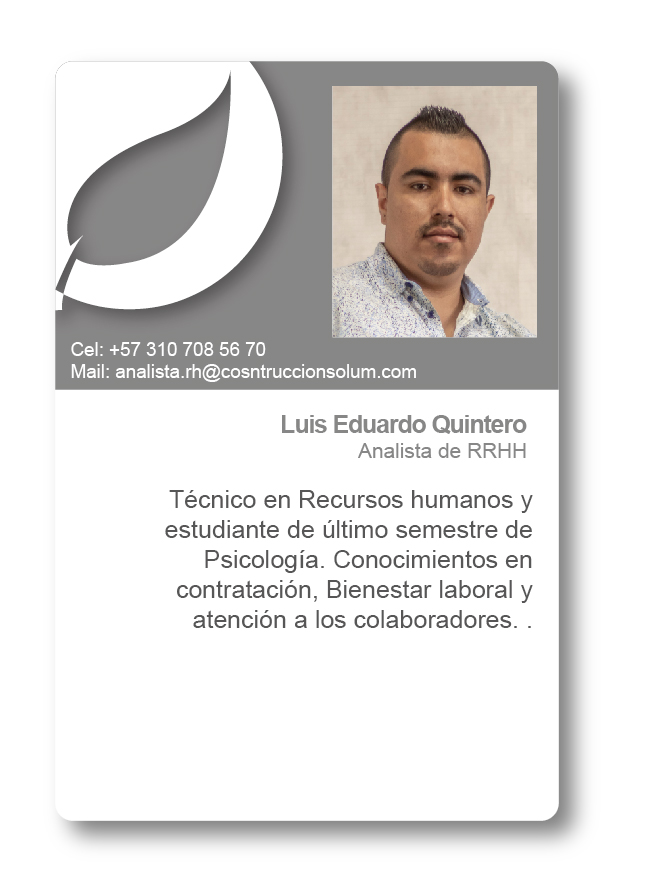 Cel: +57 310 708 56 70
Mail: analista.rh@cosntruccionsolum.com
Luis Eduardo Quintero
Analista de RRHH
Técnico en Recursos humanos y
estudiante de último semestre de
Psicología. Conocimientos en
contratación, Bienestar laboral y
atención a los colaboradores. .